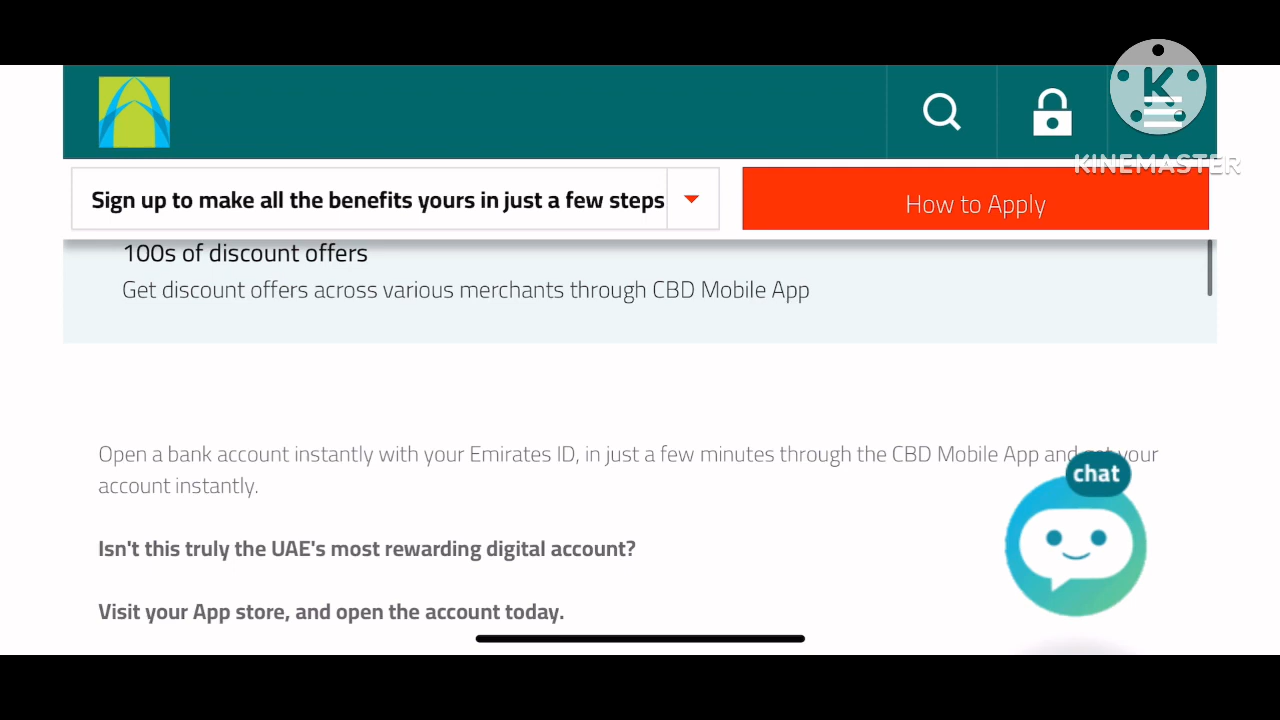 KINEMASTER
Sign up to make all the benefits yours in just a few steps
How to Apply
100s of discount offers
Get discount offers across various merchants through CBD Mobile App
Open a bank account instantly with your Emirates ID, in just a few minutes through the CBD Mobile App and get your
account instantly.
chat
Isn't this truly the UAE's most rewarding digital account?
Visit your App store, and open the account today.